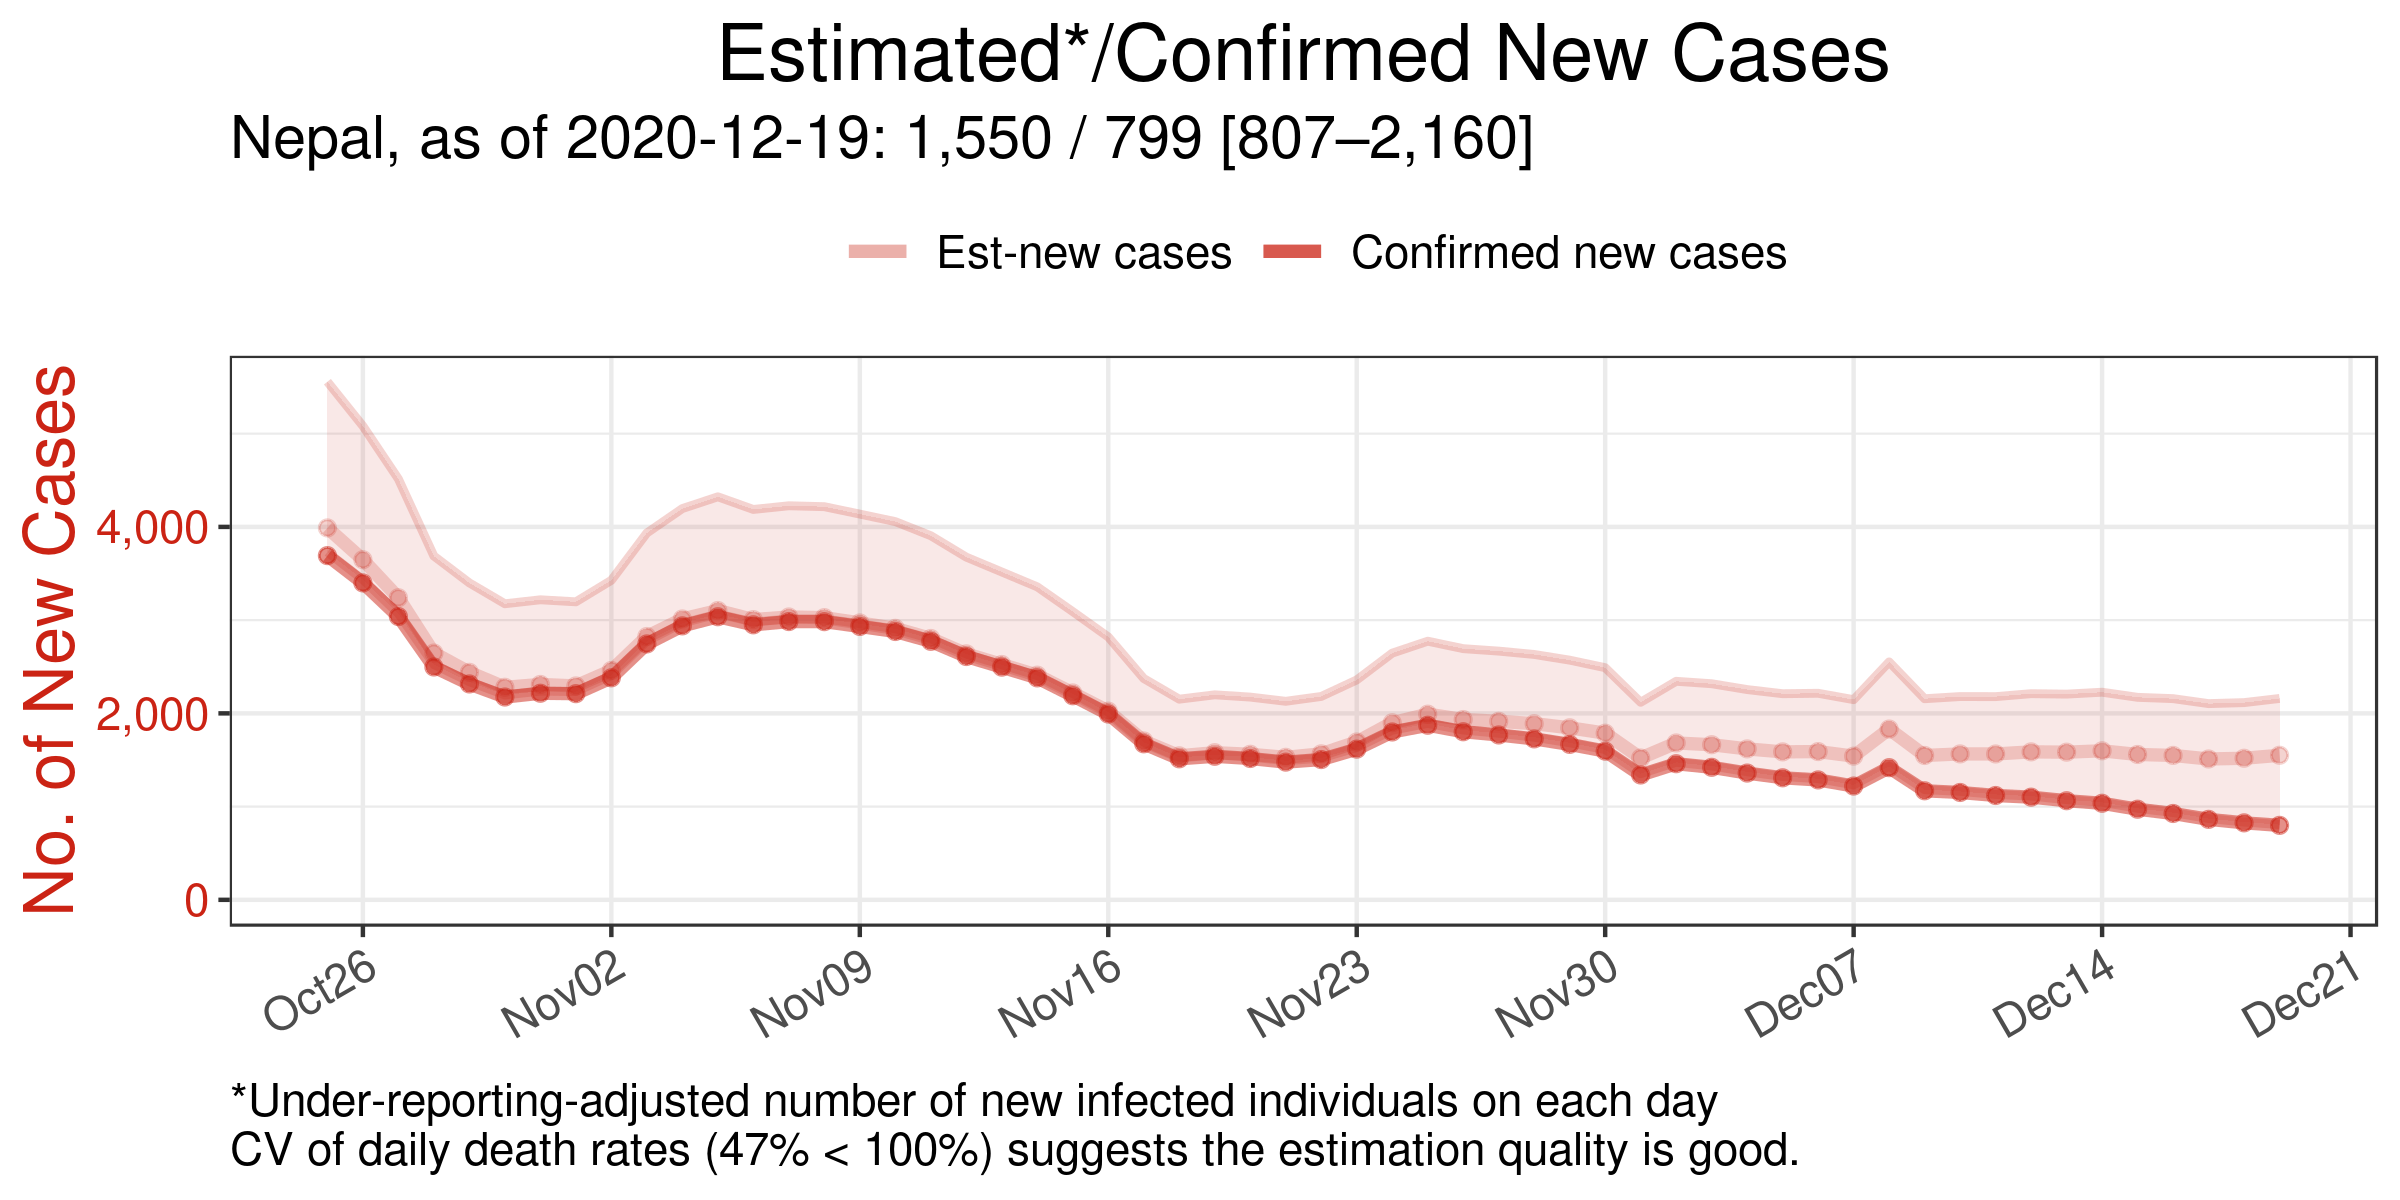 Estimated*/Confirmed New Cases
Nepal, as of 2020-12-19: 1,550 / 799 [807–2,160]
Est-new cases
Confirmed new cases
No. of New Cases
4,000
2,000
0
Oct26
Nov02
Nov09
Nov16
Nov23
Nov30
Dec07
Dec14
Dec21
*Under-reporting-adjusted number of new infected individuals on each day
CV of daily death rates (47% < 100%) suggests the estimation quality is good.